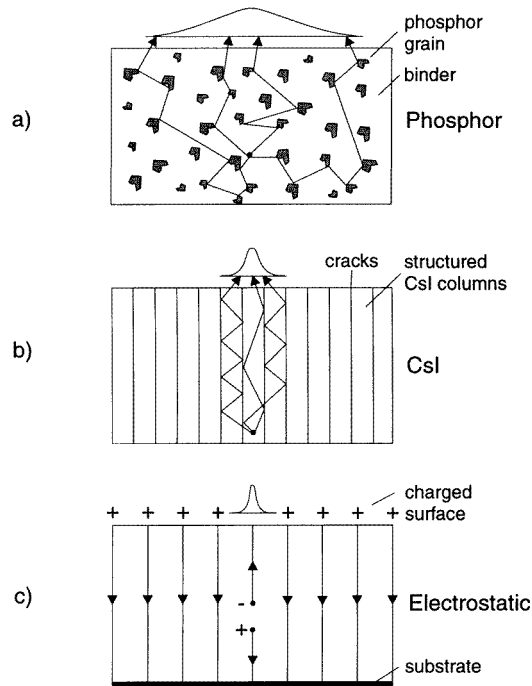 phosphor
grain
binder
a)
Phosphor
cracks
structured
CsI columns
b)
CsI
+ + + + + + + +
charged
surface
c)
-
+
Electrostatic
substrate